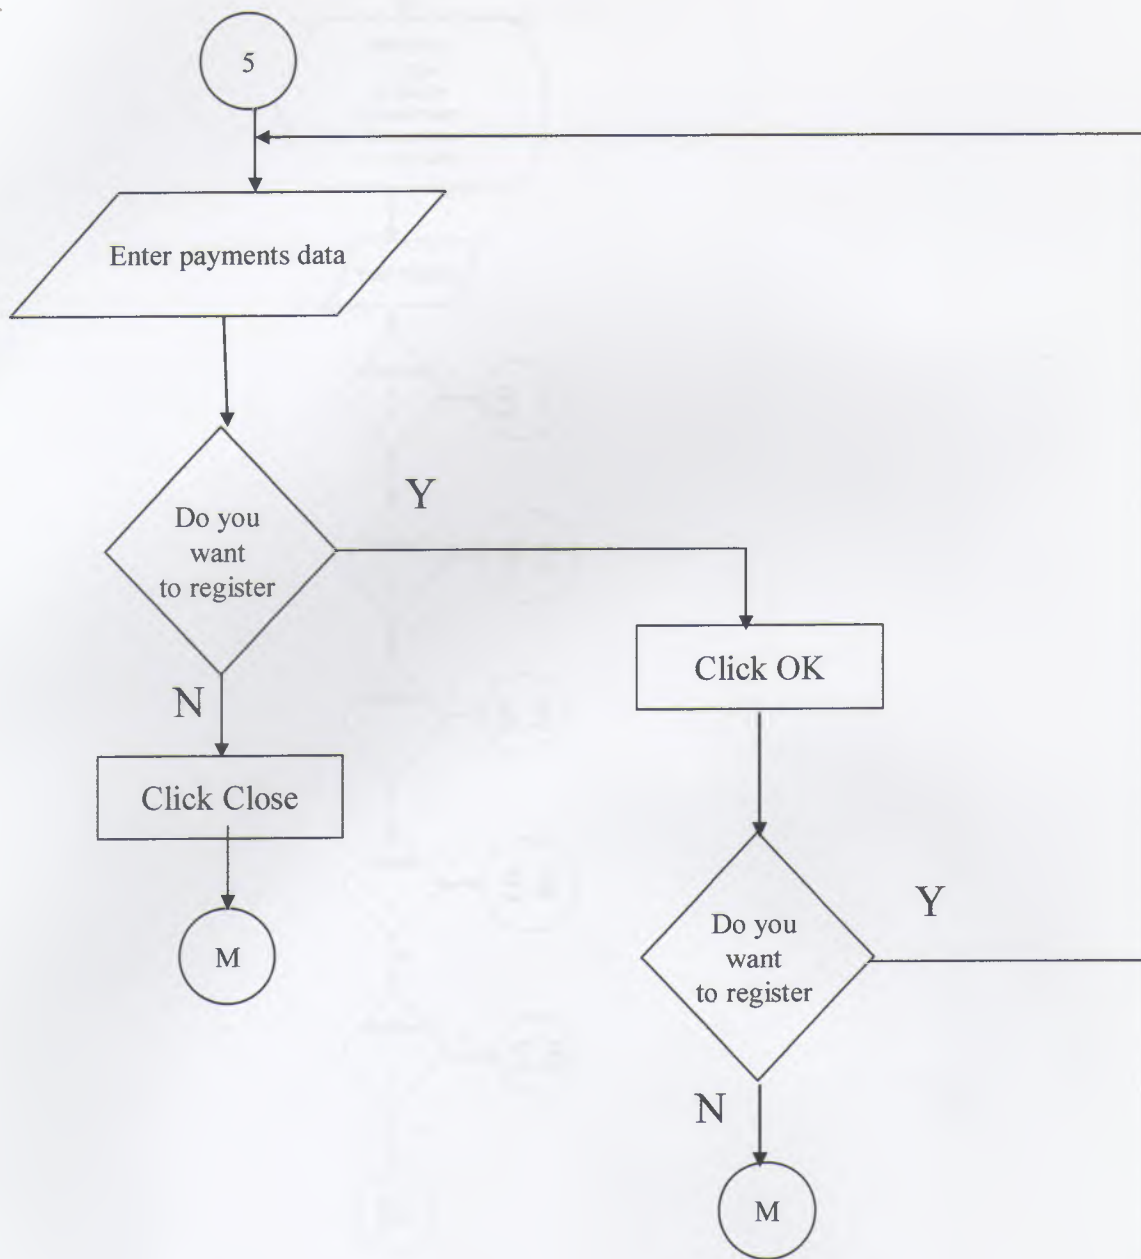 5
Enter payments data
Y
Do you
want
to register
Click OK
N
Click Close
Y
Do you
want
to register
M
N
M